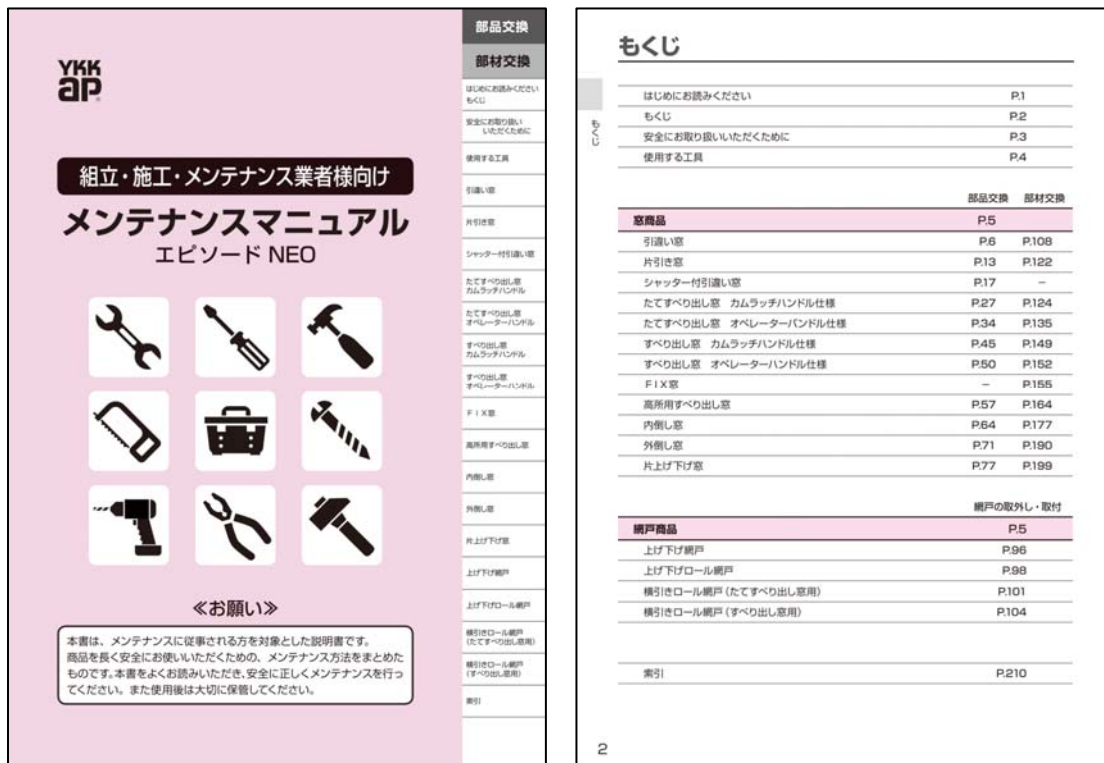 YKK
ap
組立・施工・メンテナンス業者様向け
メンテナンスマニュアル
エピソード NEO
≪お願い≫
本書は、メンテナンスに従事される方を対象とした説明書です。
商品を長く安全にお使いいただくための、メンテナンス方法をまとめた
ものです。本書をよくお読みいただき、安全に正しくメンテナンスを行っ
てください。また使用後は大切に保管してください。
部品交換
部材交換
はじめにお読みください
もくじ
安全にお取り扱い
いただくために
使用する工具
引違い窓
片引き窓
シャッター付引違い窓
たてすべり出し窓
カムラッチハンドル
たてすべり出し窓
オペレーターハンドル
すべり出し窓
カムラッチハンドル
すべり出し窓
オペレーターハンドル
FIX窓
高所用すべり出し窓
内倒し窓
外倒し窓
片上げ下げ窓
上げ下げ網戸
上げ下げロール網戸
横引きロール網戸
(たてすべり出し窓用)
横引きロール網戸
(すべり出し窓用)
索引
もくじ
もくじ
はじめにお読みください P.1
もくじ P.2
安全にお取り扱いいただくために P.3
使用する工具 P.4
部品交換 部材交換
窓商品 P.5
引違い窓 P.6 P.108
片引き窓 P.13 P.122
シャッター付引違い窓 P.17 −
たてすべり出し窓 カムラッチハンドル仕様 P.27 P.124
たてすべり出し窓 オペレーターハンドル仕様 P.34 P.135
すべり出し窓 カムラッチハンドル仕様 P.45 P.149
すべり出し窓 オペレーターハンドル仕様 P.50 P.152
FIX窓 − P.155
高所用すべり出し窓 P.57 P.164
内倒し窓 P.64 P.177
外倒し窓 P.71 P.190
片上げ下げ窓 P.77 P.199
網戸の取外し・取付
網戸商品 P.5
上げ下げ網戸 P.96
上げ下げロール網戸 P.98
横引きロール網戸(たてすべり出し窓用) P.101
横引きロール網戸(すべり出し窓用) P.104
索引 P.210
2